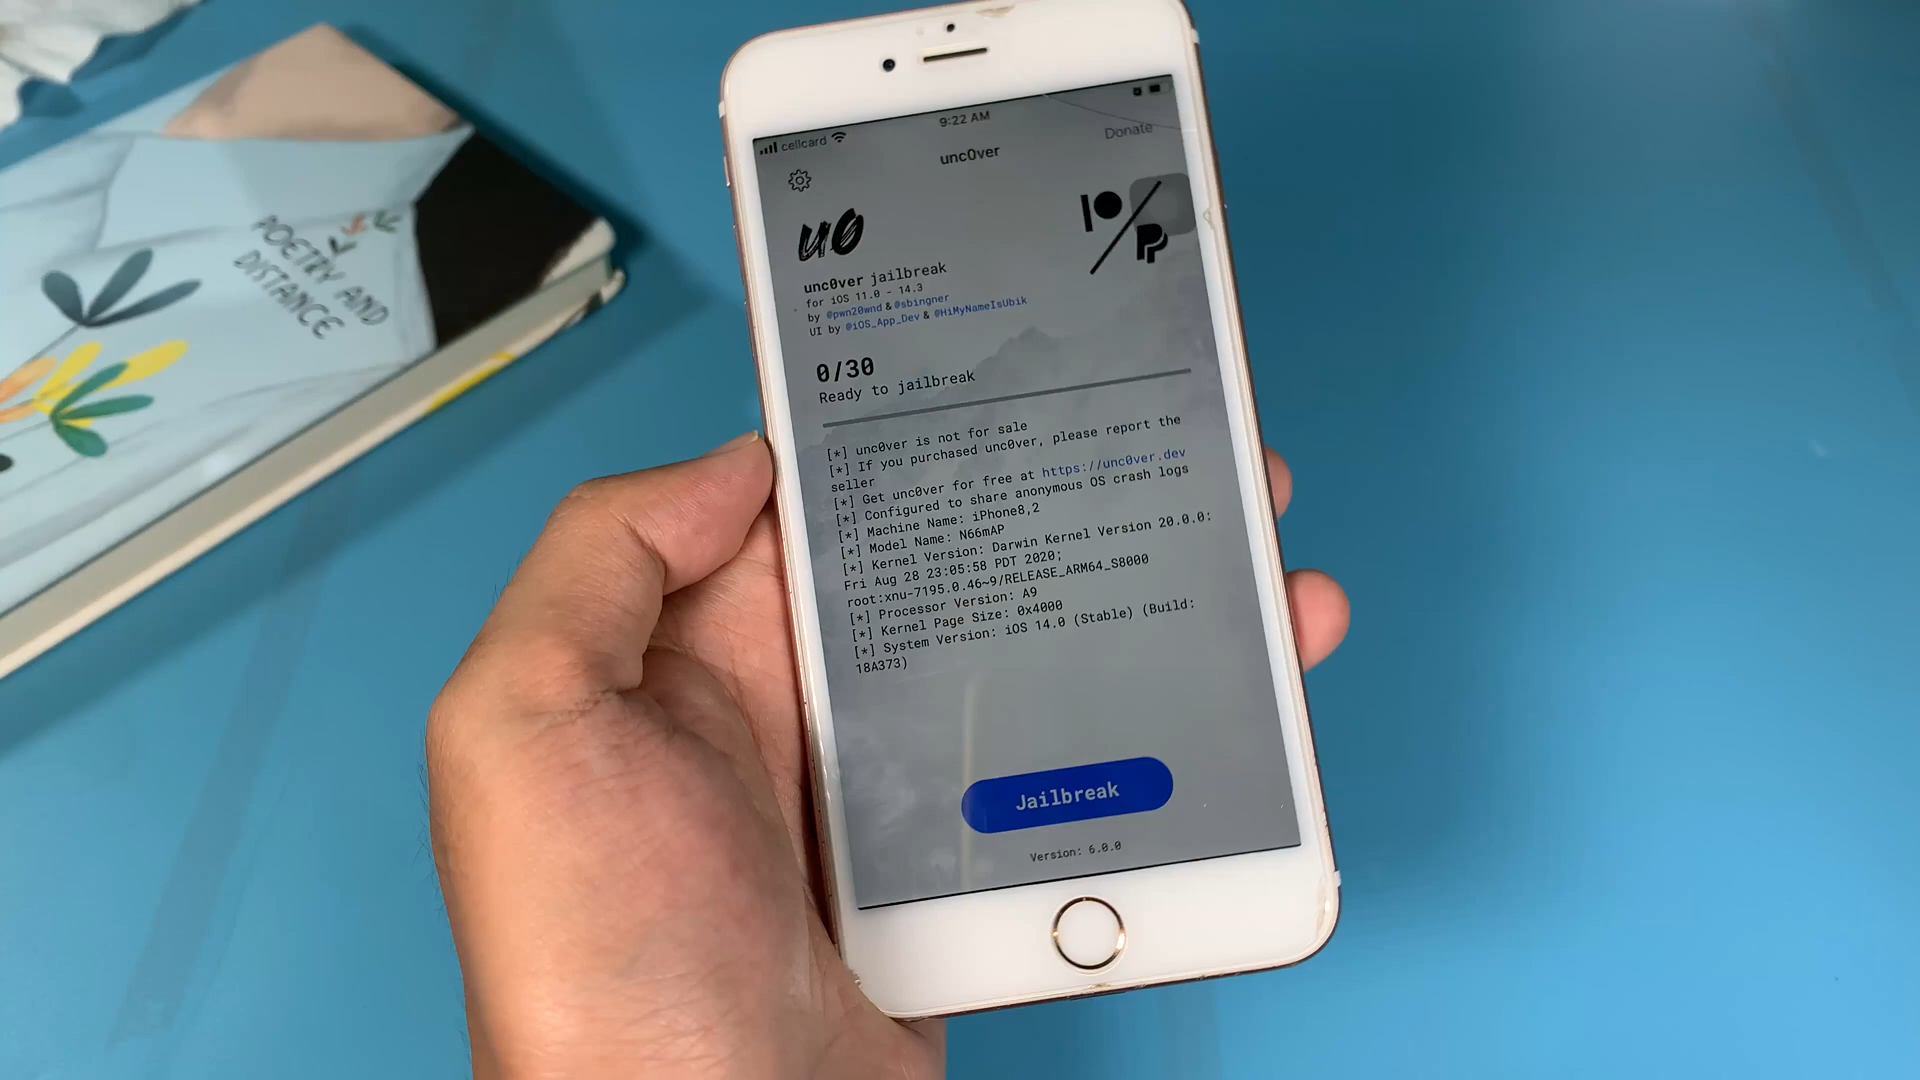 POETRY AND
DISTANCE
cellcard
9:22 AM
Donate
unc0ver
u0
unc0ver jailbreak
for iOS 11.0 - 14.3
by @pwn20wnd & @sbingner
UI by @iOS_App_Dev & @HiMyNameIsUbik
0/30
Ready to jailbreak
[*] unc0ver is not for sale
[*] If you purchased unc0ver, please report the
seller
[*] Get unc0ver for free at https://unc0ver.dev
[*] Configured to share anonymous OS crash logs
[*] Machine Name: iPhone8,2
[*] Model Name: N66mAP
[*] Kernel Version: Darwin Kernel Version 20.0.0:
Fri Aug 28 23:05:58 PDT 2020;
root:xnu-7195.0.46~9/RELEASE_ARM64_S8000
[*] Processor Version: A9
[*] Kernel Page Size: 0x4000
[*] System Version: iOS 14.0 (Stable) (Build:
18A373)
Jailbreak
Version: 6.0.0